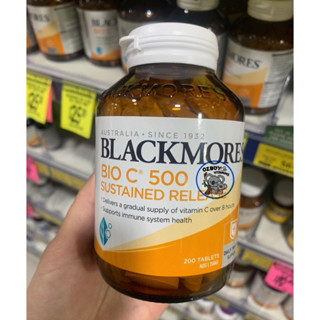 AUSTRALIA • SINCE 1932
BLACKMORES
BIO C® 500
SUSTAINED RELE
• Delivers a gradual supply of vitamin C over 8 hours
• Supports immune system health
200 TABLETS
OZBUY